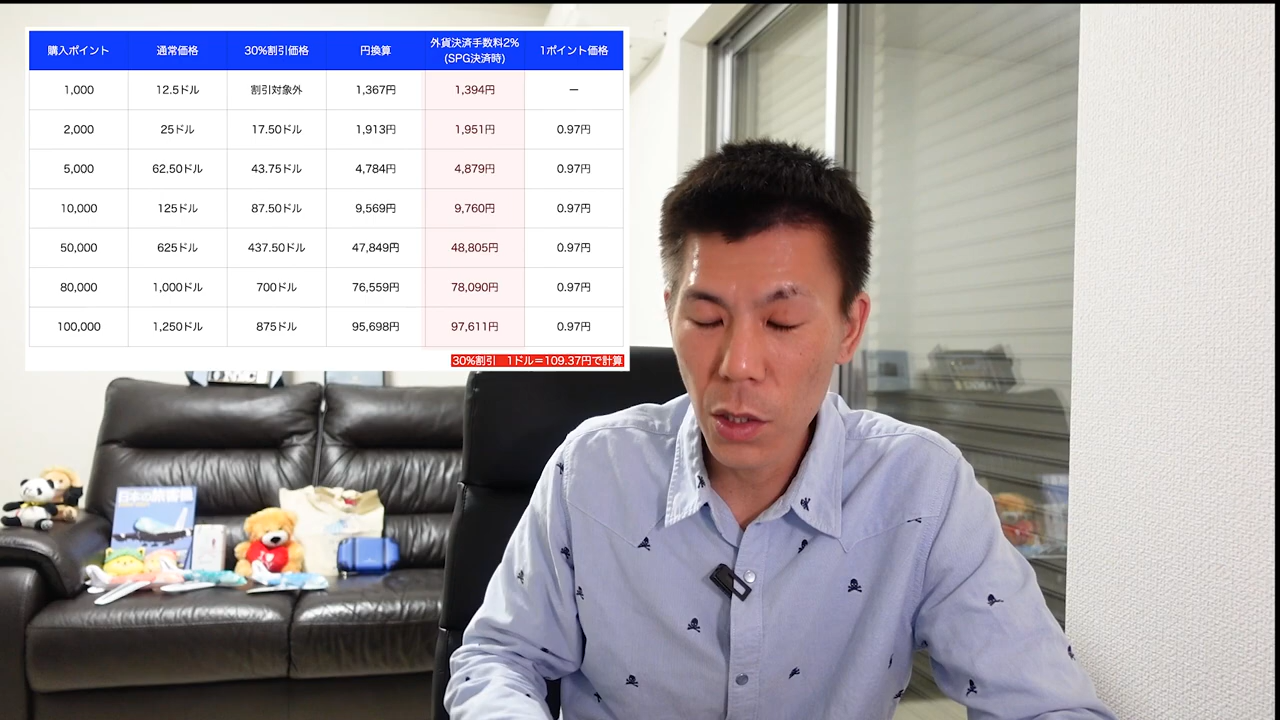 購入ポイント 通常価格 30%割引価格 円換算 外貨決済手数料2% 1ポイント価格
(SPG決済時)
1,000 12.5ドル 割引対象外 1,367円 1,394円 ー
2,000 25ドル 17.50ドル 1,913円 1,951円 0.97円
5,000 62.50ドル 43.75ドル 4,784円 4,879円 0.97円
10,000 125ドル 87.50ドル 9,569円 9,760円 0.97円
50,000 625ドル 437.50ドル 47,849円 48,805円 0.97円
80,000 1,000ドル 700ドル 76,559円 78,090円 0.97円
100,000 1,250ドル 875ドル 95,698円 97,611円 0.97円
30%割引 1ドル＝109.37円で計算
日本の旅客機